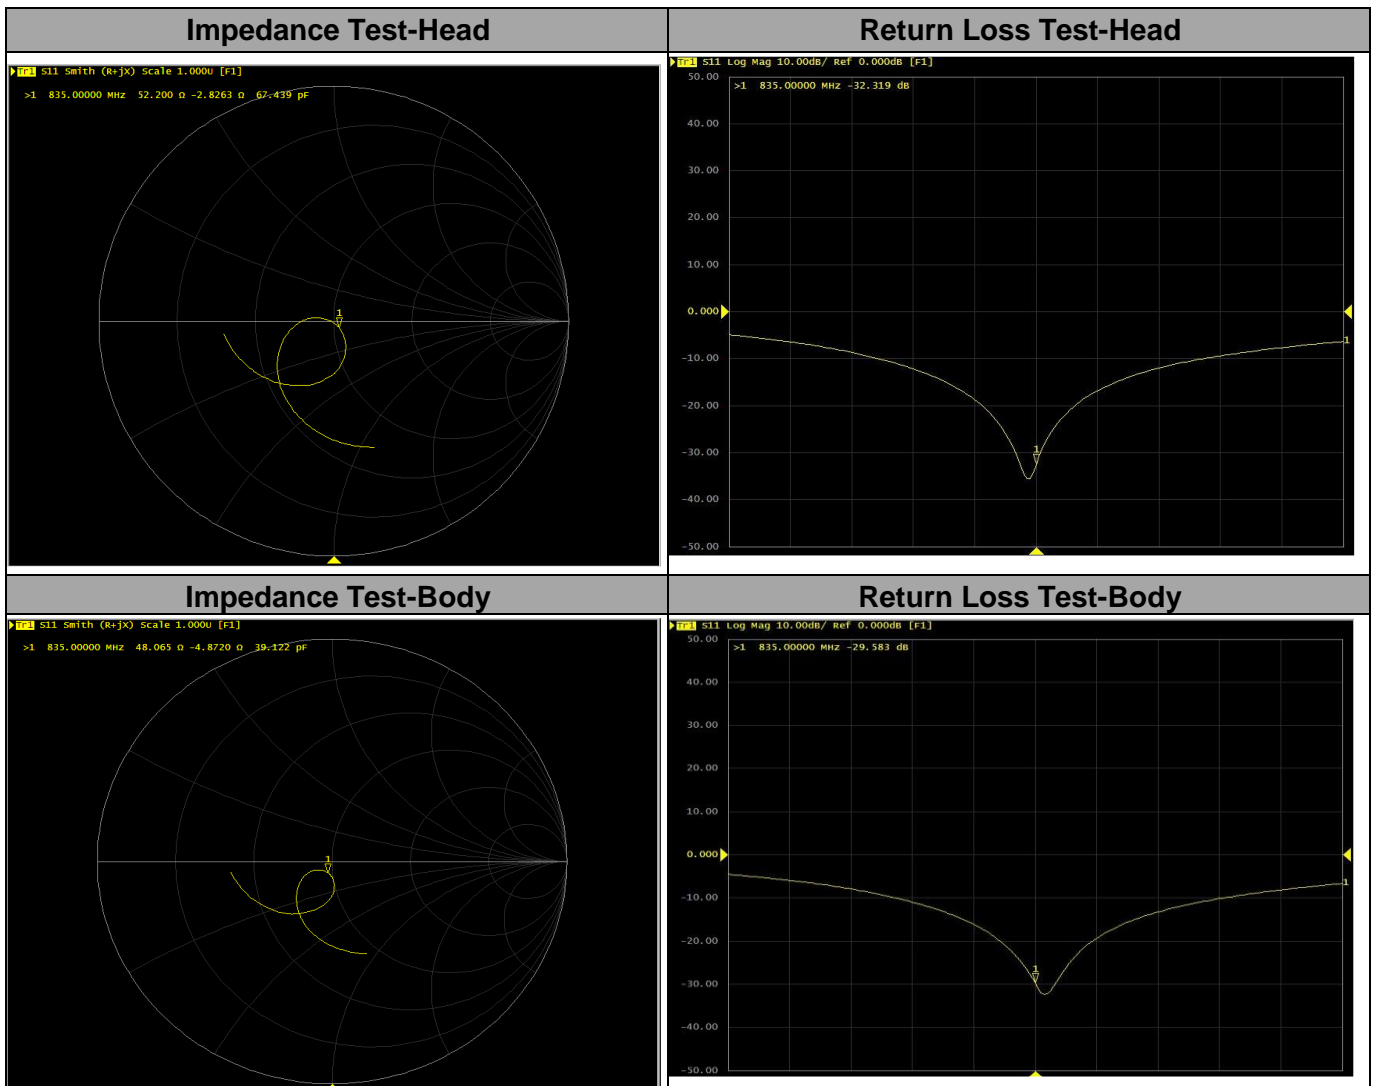 Impedance Test-Head
Return Loss Test-Head
Tr1 S11 Smith (R+jX) Scale 1.000U [F1]
>1 835.00000 MHz 52.200 Ω -2.8263 Ω 67.439 pF
1
Tr1 S11 Log Mag 10.00dB/ Ref 0.000dB [F1]
50.00
>1 835.00000 MHz -32.319 dB
40.00
30.00
20.00
10.00
0.000
-10.00
1
-20.00
1
-30.00
-40.00
-50.00
Impedance Test-Body
Return Loss Test-Body
Tr1 S11 Smith (R+jX) Scale 1.000U [F1]
>1 835.00000 MHz 48.065 Ω -4.8720 Ω 39.122 pF
1
Tr1 S11 Log Mag 10.00dB/ Ref 0.000dB [F1]
50.00
>1 835.00000 MHz -29.583 dB
40.00
30.00
20.00
10.00
0.000
1
-10.00
-20.00
1
-30.00
-40.00
-50.00